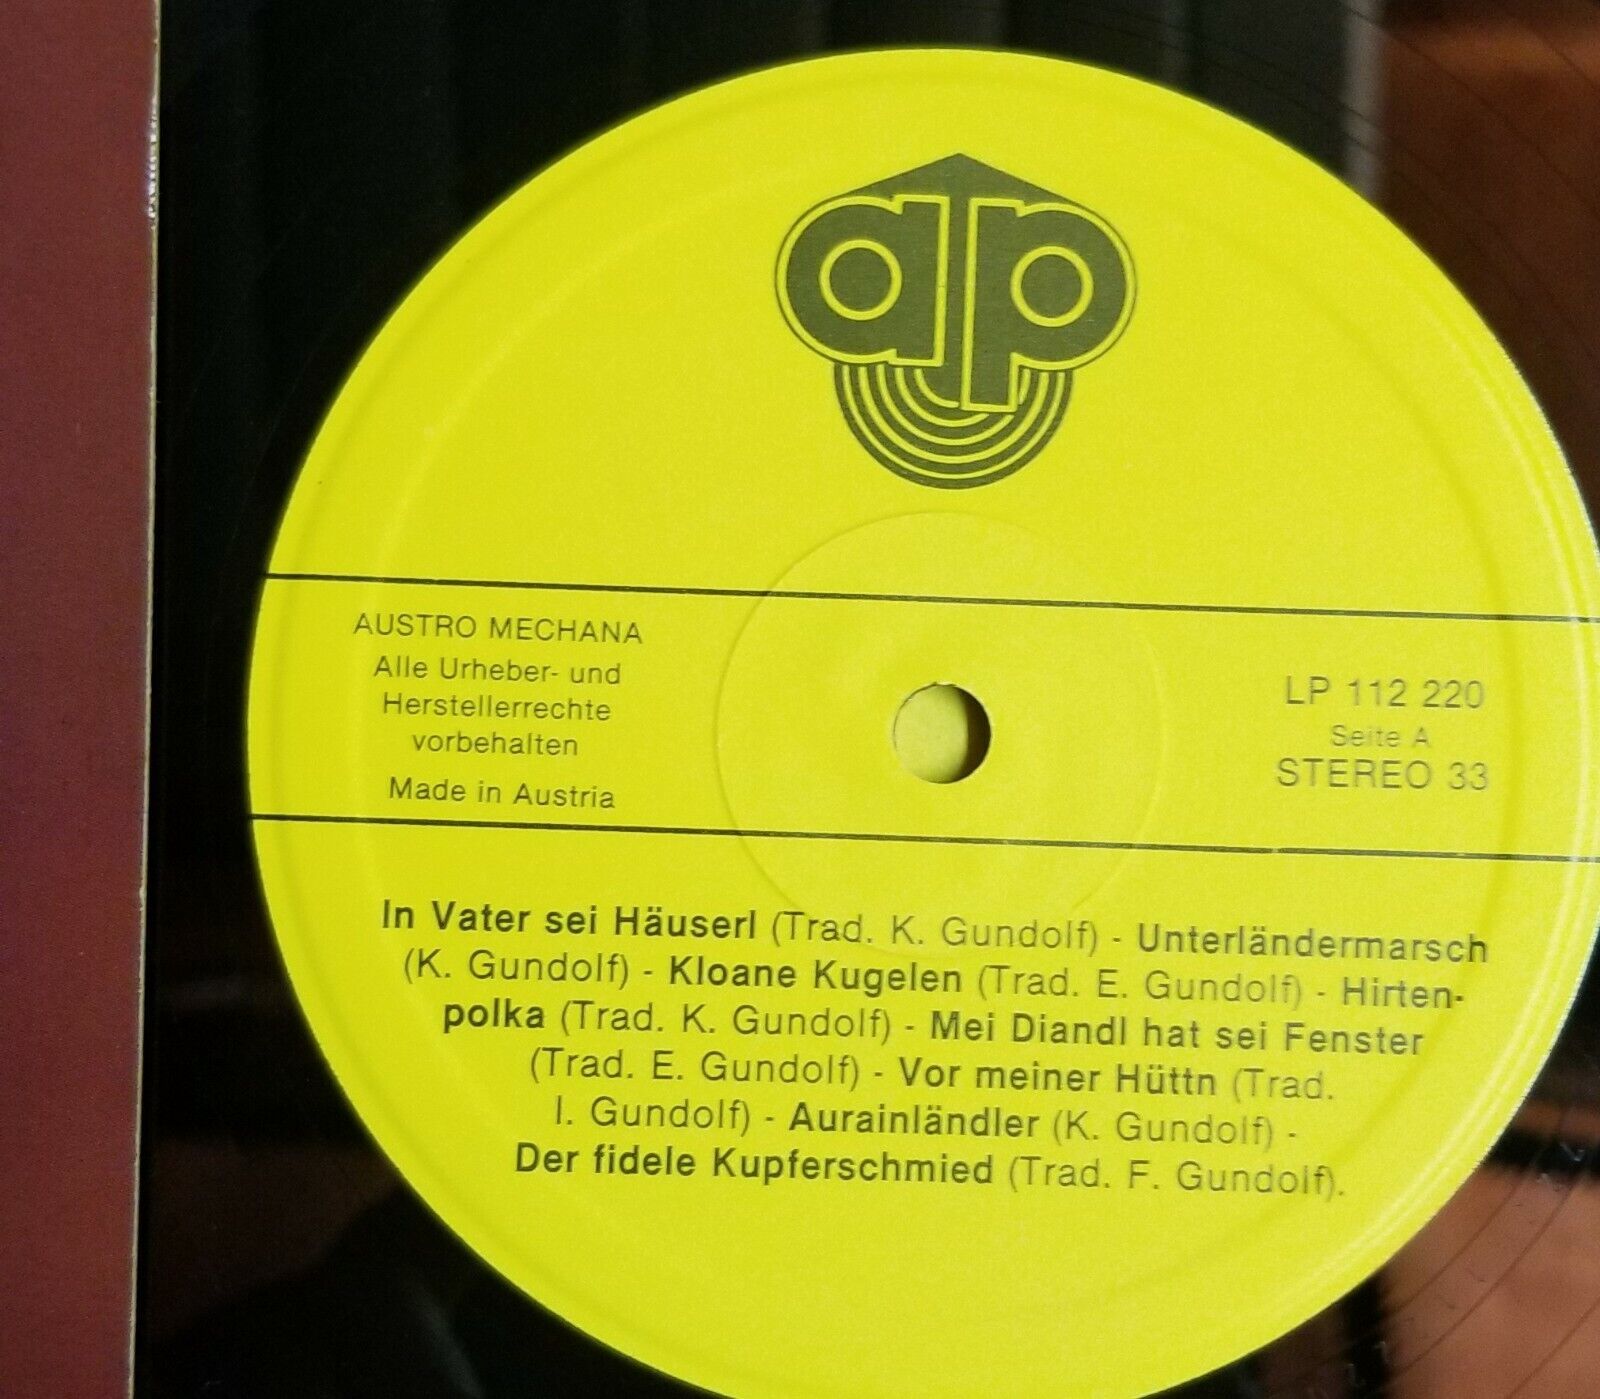 ap
AUSTRO MECHANA
Alle Urheber- und
Herstellerrechte
vorbehalten
Made in Austria
LP 112 220
Seite A
STEREO 33
In Vater sei Häuserl (Trad. K. Gundolf) - Unterländermarsch
(K. Gundolf) - Kloane Kugelen (Trad. E. Gundolf) - Hirten-
polka (Trad. K. Gundolf) - Mei Diandl hat sei Fenster
(Trad. E. Gundolf) - Vor meiner Hüttn (Trad.
I. Gundolf) - Aurainländler (K. Gundolf) -
Der fidele Kupferschmied (Trad. F. Gundolf).